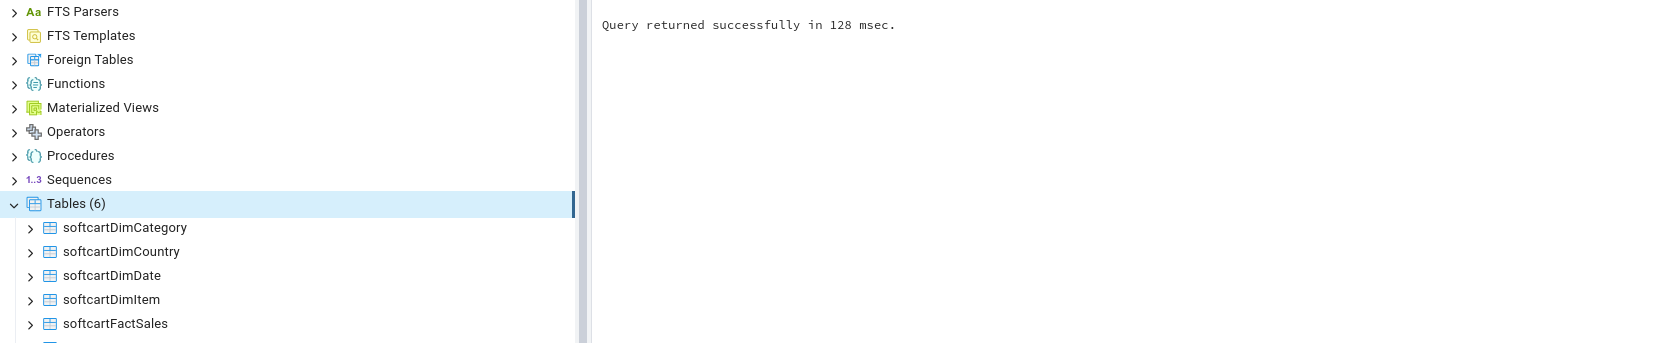 Aa FTS Parsers
FTS Templates
Foreign Tables
Functions
Materialized Views
Operators
Procedures
1..3 Sequences
Tables (6)
softcartDimCategory
softcartDimCountry
softcartDimDate
softcartDimItem
softcartFactSales
Query returned successfully in 128 msec.